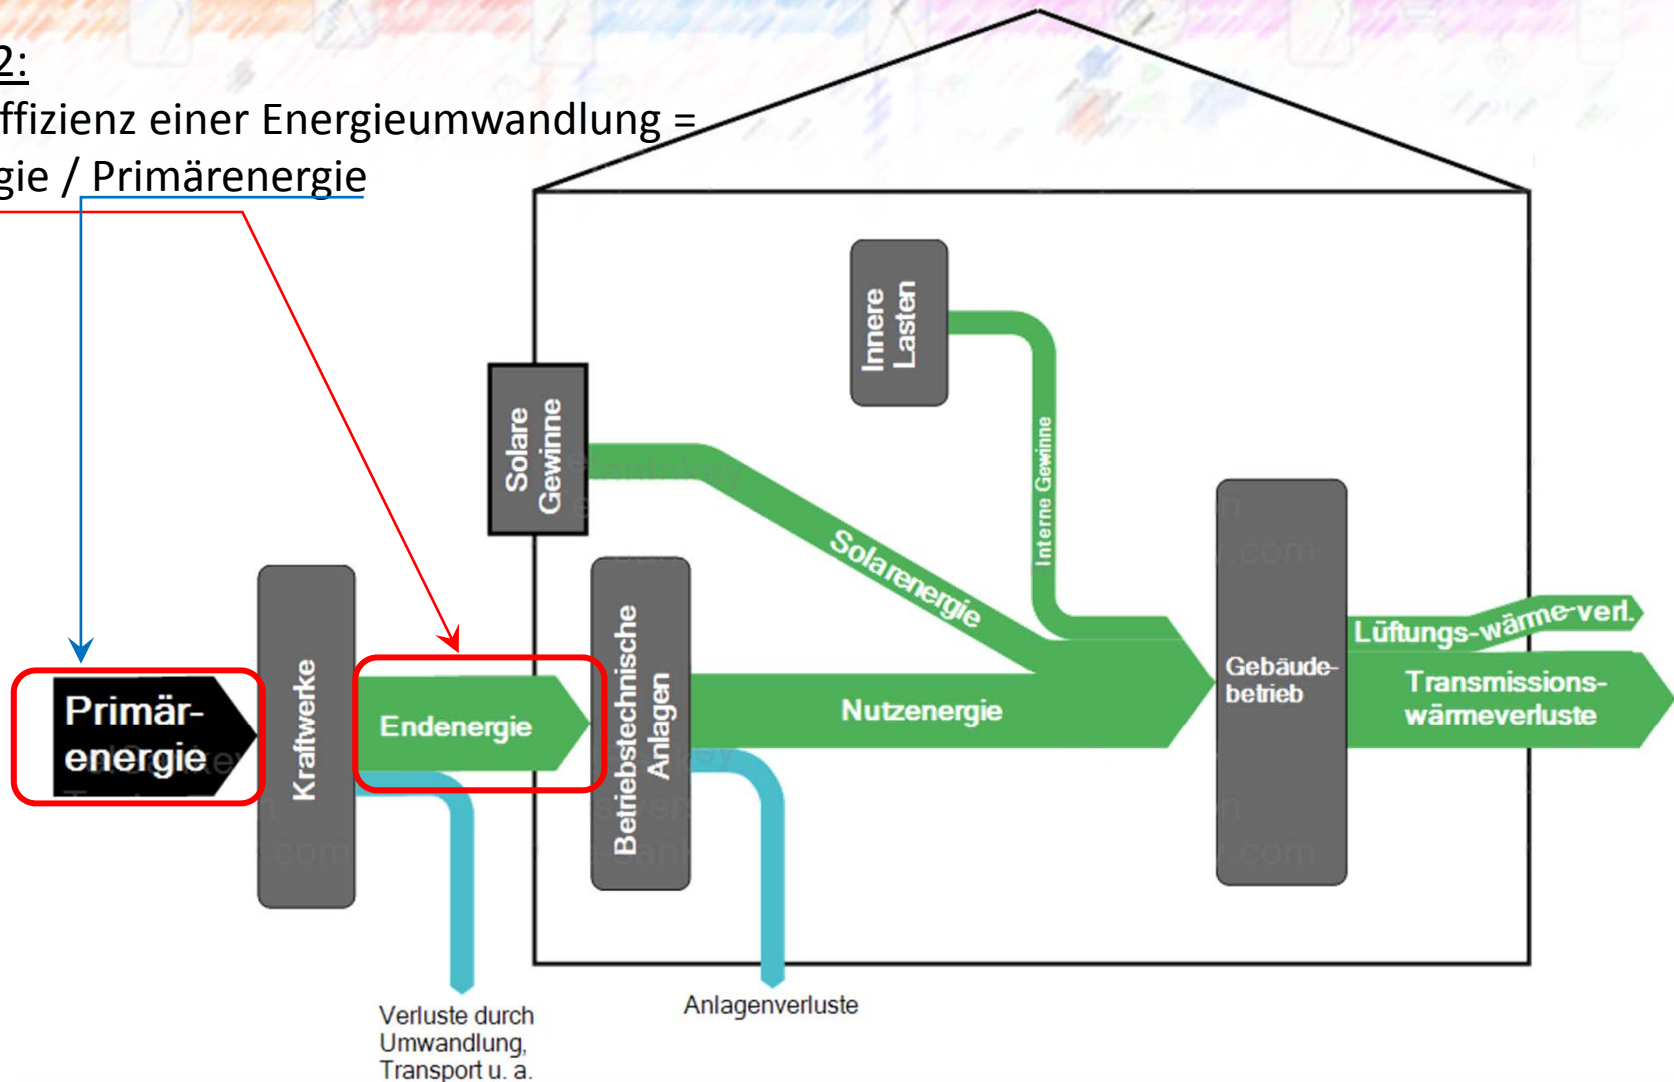 2:
ffizienz einer Energieumwandlung =
gie / Primärenergie
Innere
Lasten
Solare
Gewinne
Interne Gewinne
Solarenergie
Primär-
energie
Kraftwerke
Endenergie
Betriebstechnische
Anlagen
Nutzenergie
Gebäude-
betrieb
Lüftungs-wärme-verl.
Transmissions-
wärmeverluste
Verluste durch
Umwandlung,
Transport u. a.
Anlagenverluste